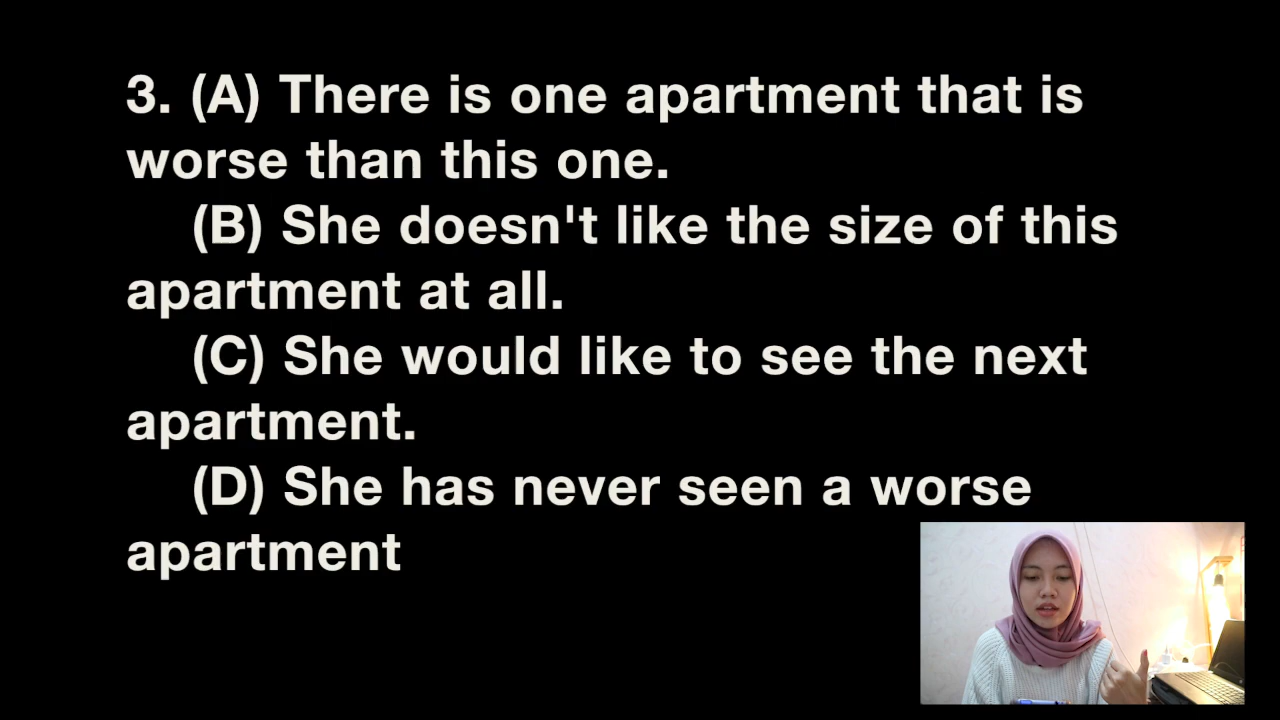 3. (A) There is one apartment that is
worse than this one.
(B) She doesn't like the size of this
apartment at all.
(C) She would like to see the next
apartment.
(D) She has never seen a worse
apartment